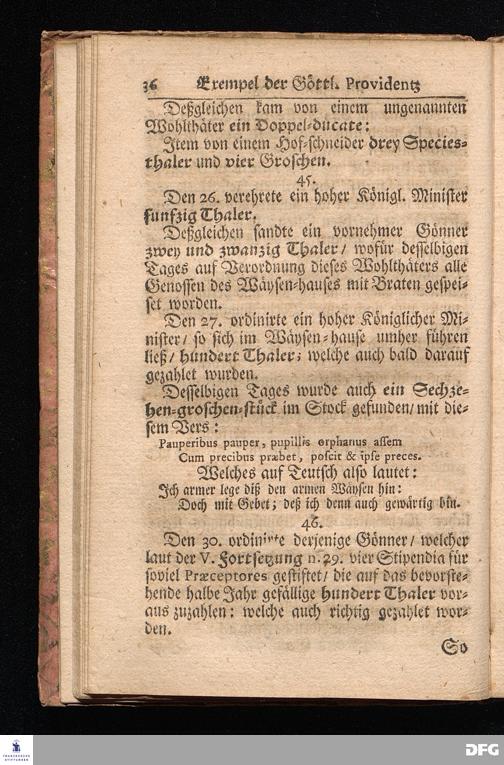 36 Exempel der Göttl. Providentz
Deßgleichen kam von einem ungenannten
Wohlthäter ein Doppel-ducate:
Item von einem Hof-schneider drey Species-
thaler und vier Groschen.
45.
Den 26. verehrete ein hoher Königl. Minister
funfzig Thaler.
Deßgleichen sandte ein vornehmer Gönner
zwey und zwanzig Thaler/ wofür desselbigen
Tages auf Verordnung dieses Wohlthäters alle
Genossen des Wäysen-hauses mit Braten gespei-
set worden.
Den 27. ordinirte ein hoher Königlicher Mi-
nister/ so sich im Wäysen-hause umher führen
ließ/ hundert Thaler; welche auch bald darauf
gezahlet wurden.
Desselbigen Tages wurde auch ein Sechze-
hen-groschen-stück im Stock gefunden/ mit die-
sem Vers:
Pauperibus pauper, pupillis orphanus assem
Cum precibus præbet, poscit & ipse preces.
Welches auf Teutsch also lautet:
Ich armer lege diß den armen Wäysen hin:
Doch mit Gebet; deß ich denn auch gewärtig bin.
46.
Den 30. ordinirte derjenige Gönner/ welcher
laut der V. Fortsetzung n. 29. vier Stipendia für
soviel Præceptores gestiftet/ die auf das bevorste-
hende halbe Jahr gefällige hundert Thaler vor-
aus zuzahlen: welche auch richtig gezahlet wor-
den.
So
FRANCKESCHE
STIFTUNGEN
DFG